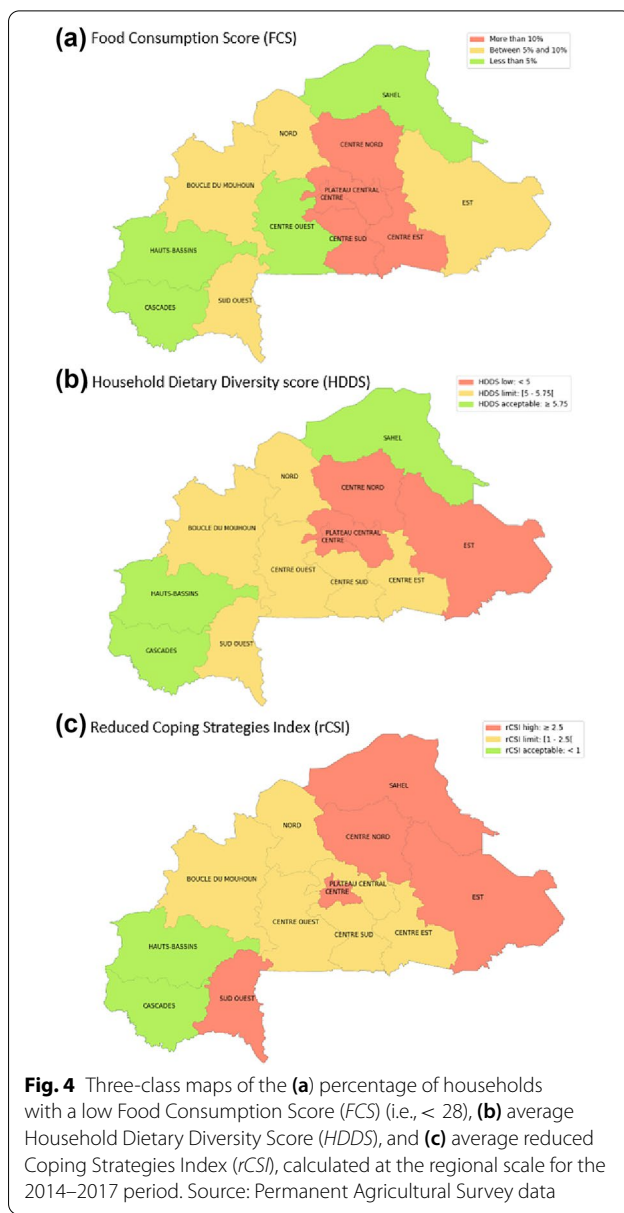 (a) Food Consumption Score (FCS)
More than 10%
Between 5% and 10%
Less than 5%
SAHEL
NORD
CENTRE NORD
BOUCLE DU MOUHOUN
PLATEAU CENTRAL
CENTRE
EST
CENTRE OUEST
CENTRE SUD
CENTRE EST
HAUTS-BASSINS
SUD OUEST
CASCADES
(b) Household Dietary Diversity score (HDDS)
HDDS low: < 5
HDDS limit: [5 - 5.75[
HDDS acceptable: ≥ 5.75
SAHEL
NORD
CENTRE NORD
BOUCLE DU MOUHOUN
PLATEAU CENTRAL
CENTRE
EST
CENTRE OUEST
CENTRE SUD
CENTRE EST
HAUTS-BASSINS
SUD OUEST
CASCADES
(c) Reduced Coping Strategies Index (rCSI)
rCSI high: ≥ 2.5
rCSI limit: [1 - 2.5[
rCSI acceptable: < 1
SAHEL
NORD
CENTRE NORD
BOUCLE DU MOUHOUN
PLATEAU CENTRAL
CENTRE
EST
CENTRE OUEST
CENTRE SUD
CENTRE EST
HAUTS-BASSINS
SUD OUEST
CASCADES
Fig. 4 Three-class maps of the (a) percentage of households
with a low Food Consumption Score (FCS) (i.e., < 28), (b) average
Household Dietary Diversity Score (HDDS), and (c) average reduced
Coping Strategies Index (rCSI), calculated at the regional scale for the
2014–2017 period. Source: Permanent Agricultural Survey data